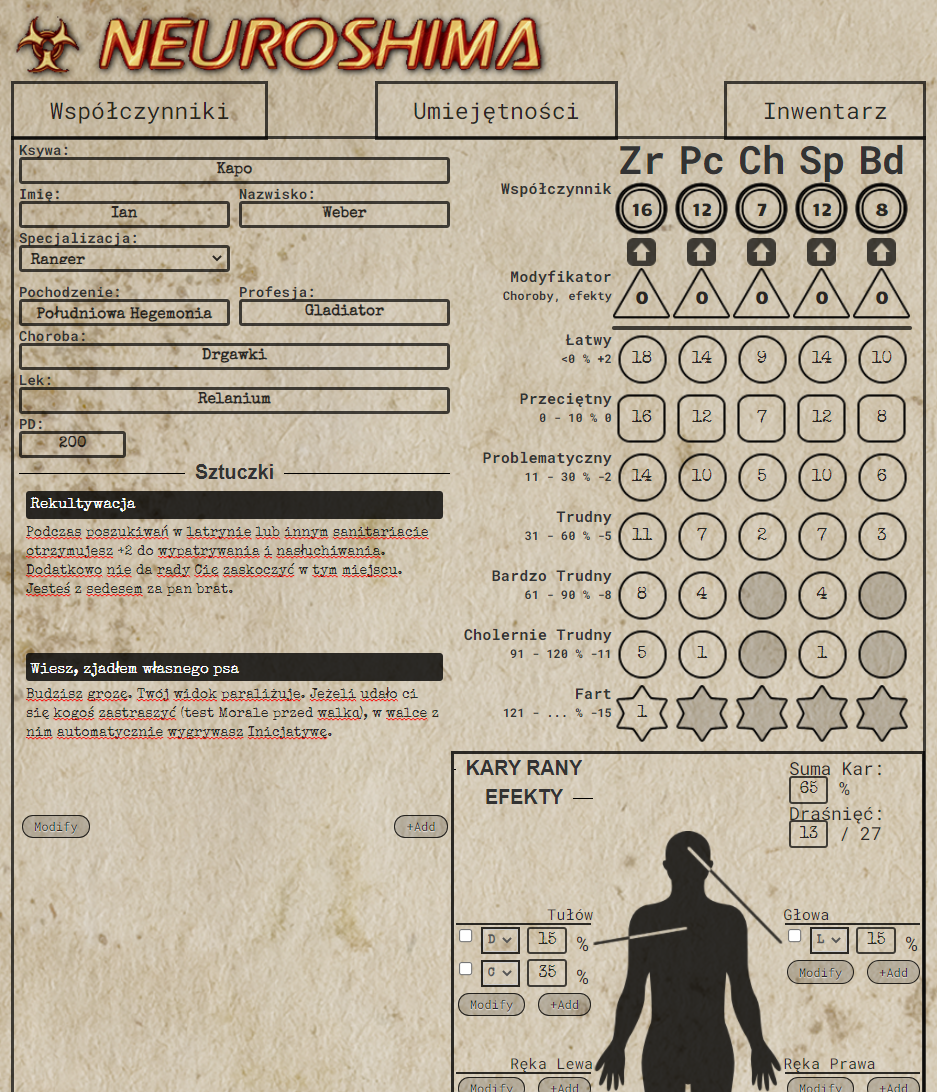 NEUROSHIMA
Współczynniki
Umiejętności
Inwentarz
Ksywa:
Kapo
Imię:
Nazwisko:
Ian
Weber
Specjalizacja:
Ranger
Pochodzenie:
Profesja:
Południowa Hegemonia
Gladiator
Choroba:
Drgawki
Lek:
Relanium
PD:
200
Sztuczki
Rekultywacja
Podczas poszukiwań w latrynie lub innym sanitariacie
otrzymujesz +2 do wypatrywania i nasłuchiwania.
Dodatkowo nie da rady Cię zaskoczyć w tym miejscu.
Jesteś z sedesem za pan brat.
Wiesz, zjadłem własnego psa
Budzisz grozę. Twój widok paraliżuje. Jeżeli udało ci
się kogoś zastraszyć (test Morale przed walką), w walce z
nim automatycznie wygrywasz Inicjatywę.
Modify
+Add
Zr Pc Ch Sp Bd
Współczynnik
16 12 7 12 8
Modyfikator
Choroby, efekty
0 0 0 0 0
Łatwy
<0 % +2
18 14 9 14 10
Przeciętny
0 - 10 % 0
16 12 7 12 8
Problematyczny
11 - 30 % -2
14 10 5 10 6
Trudny
31 - 60 % -5
11 7 2 7 3
Bardzo Trudny
61 - 90 % -8
8 4 4
Cholernie Trudny
91 - 120 % -11
5 1 1
Fart
121 - ... % -15
1
KARY RANY
EFEKTY
Suma Kar:
65 %
Draśnięć:
13 / 27
Tułów
D 15 %
C 35 %
Modify
+Add
Głowa
L 15 %
Modify
+Add
Ręka Lewa
Modify
+Add
Ręka Prawa
Modify
+Add